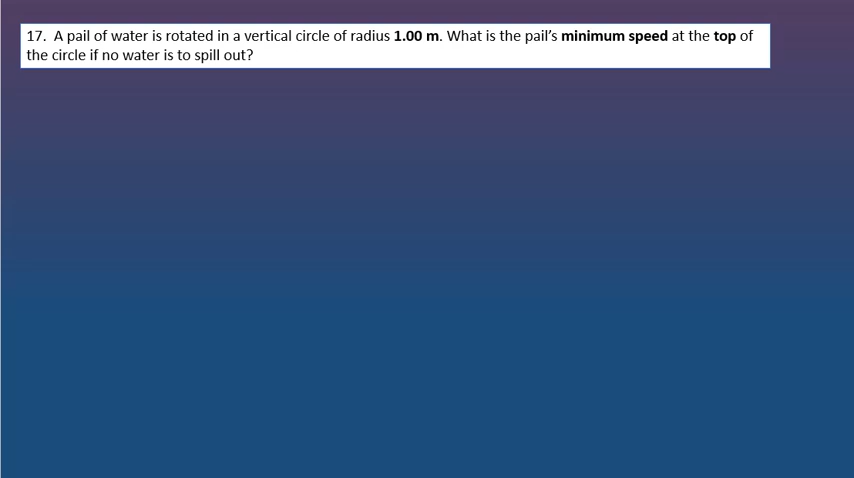 17.  A pail of water is rotated in a vertical circle of radius 1.00 m. What is the pail’s minimum speed at the top of
the circle if no water is to spill out?